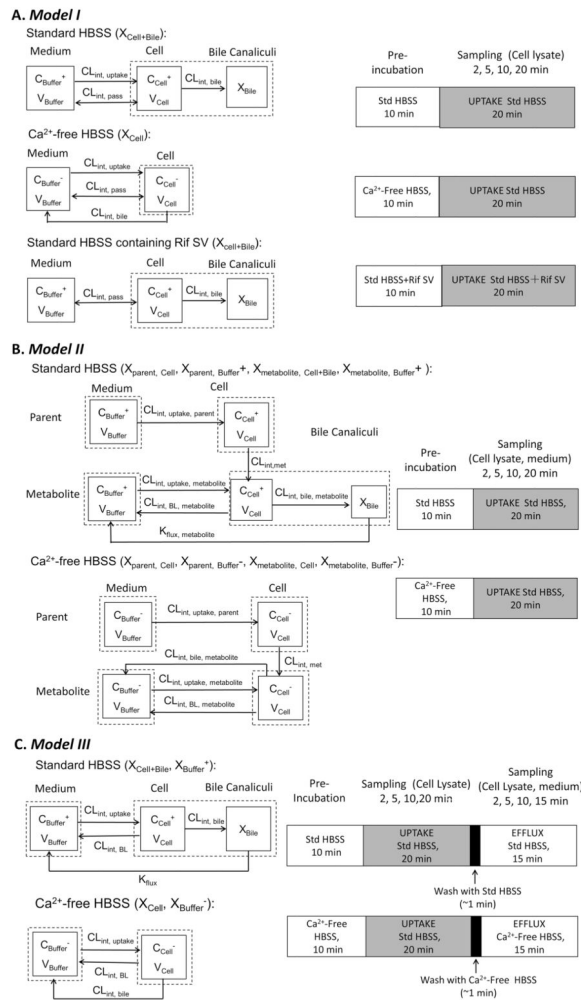 A. Model I
Standard HBSS (XCell+Bile):
Medium
Cell
Bile Canaliculi
CBuffer+
VBuffer
CLint, uptake
CLint, pass
CCell+
VCell
CLint, bile
XBile
Pre-
incubation
Sampling (Cell lysate)
2, 5, 10, 20 min
Std HBSS
10 min
UPTAKE Std HBSS
20 min
Ca2+-free HBSS (XCell):
Medium
Cell
CBuffer-
VBuffer
CLint, uptake
CLint, pass
CLint, bile
CCell-
VCell
Ca2+-Free HBSS,
10 min
UPTAKE Std HBSS
20 min
Standard HBSS containing Rif SV (Xcell+Bile):
Medium
Cell
Bile Canaliculi
CBuffer+
VBuffer
CLint, pass
CCell+
VCell
CLint, bile
XBile
Std HBSS+Rif SV
10 min
UPTAKE Std HBSS+Rif SV
20 min
B. Model II
Standard HBSS (Xparent, Cell, Xparent, Buffer+, Xmetabolite, Cell+Bile, Xmetabolite, Buffer+ ):
Medium
Cell
Parent
CBuffer+
VBuffer
CLint, uptake, parent
CCell+
VCell
Bile Canaliculi
CLint,met
Metabolite
CBuffer+
VBuffer
CLint, uptake, metabolite
CLint, BL, metabolite
CCell+
VCell
CLint, bile, metabolite
XBile
Kflux, metabolite
Pre-
incubation
Sampling
(Cell lysate, medium)
2, 5, 10, 20 min
Std HBSS
10 min
UPTAKE Std HBSS,
20 min
Ca2+-free HBSS (Xparent, Cell, Xparent, Buffer-, Xmetabolite, Cell, Xmetabolite, Buffer-):
Medium
Cell
Parent
CBuffer-
VBuffer
CLint, uptake, parent
CCell-
VCell
CLint, bile, metabolite
CLint, met
Metabolite
CBuffer-
VBuffer
CLint, uptake, metabolite
CLint, BL, metabolite
CCell-
VCell
Ca2+-Free
HBSS,
10 min
UPTAKE Std HBSS,
20 min
C. Model III
Standard HBSS (XCell+Bile, XBuffer+):
Medium
Cell
Bile Canaliculi
CBuffer+
VBuffer
CLint, uptake
CLint, BL
CCell+
VCell
CLint, bile
XBile
Kflux
Pre-
Incubation
Sampling (Cell Lysate)
2, 5, 10,20 min
Sampling
(Cell Lysate, medium)
2, 5, 10, 15 min
Std HBSS
10 min
UPTAKE
Std HBSS,
20 min
EFFLUX
Std HBSS,
15 min
Wash with Std HBSS
(~1 min)
Ca2+-free HBSS (XCell, XBuffer-):
CBuffer-
VBuffer
CLint, uptake
CLint, BL
CLint, bile
CCell-
VCell
Ca2+-Free
HBSS,
10 min
UPTAKE
Std HBSS,
20 min
EFFLUX
Ca2+-Free HBSS,
15 min
Wash with Ca2+-Free HBSS
(~1 min)